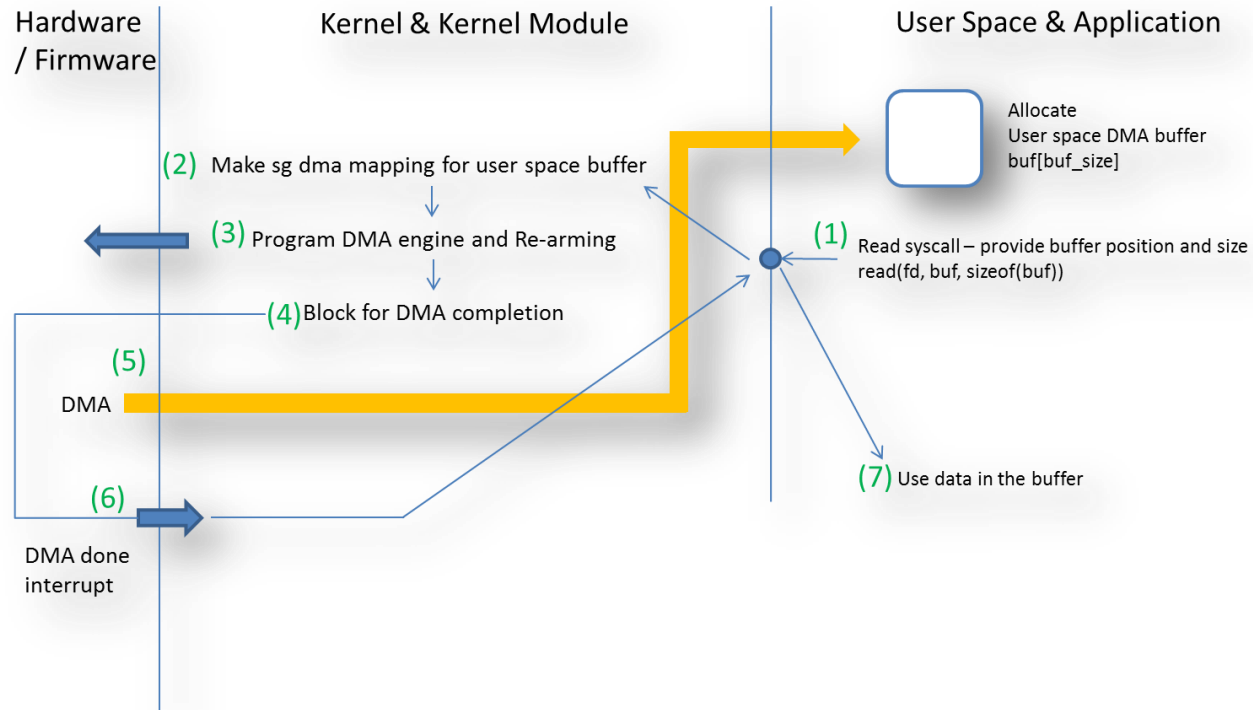 Hardware
/ Firmware
Kernel & Kernel Module
User Space & Application
Allocate
User space DMA buffer
buf[buf_size]
(2) Make sg dma mapping for user space buffer
(3) Program DMA engine and Re-arming
(1) Read syscall – provide buffer position and size
read(fd, buf, sizeof(buf))
(4) Block for DMA completion
(5)
DMA
(7) Use data in the buffer
(6)
DMA done
interrupt